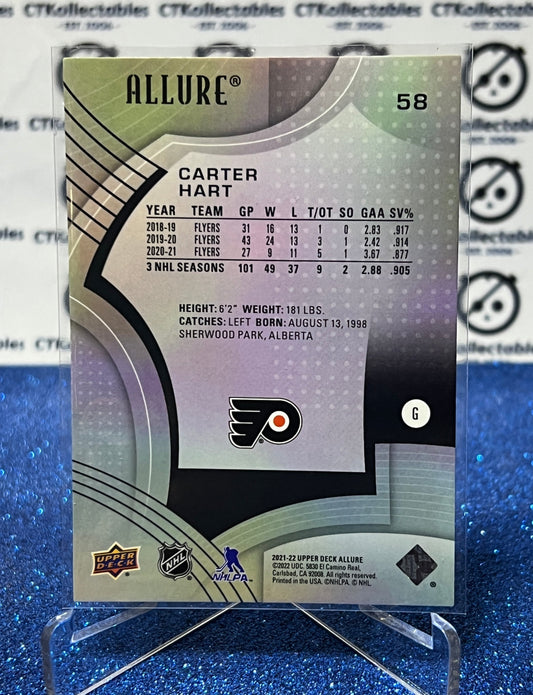 CTKollectables CTKollectables CTKollectables
EST. 2006
ALLURE®
58
CARTER
HART
YEAR TEAM GP W L T/OT SO GAA SV%
2018-19 FLYERS 31 16 13 1 0 2.83 .917
2019-20 FLYERS 43 24 13 3 1 2.42 .914
2020-21 FLYERS 27 9 11 5 1 3.67 .877
3 NHL SEASONS 101 49 37 9 2 2.88 .905
HEIGHT: 6'2" WEIGHT: 181 LBS.
CATCHES: LEFT BORN: AUGUST 13, 1998
SHERWOOD PARK, ALBERTA
G
UPPER DECK
NHL
NHLPA
2021-22 UPPER DECK ALLURE
©2022 UDC. 5830 El Camino Real,
Carlsbad, CA 92008. All rights reserved.
Printed in the USA. ©NHLPA. © NHL.